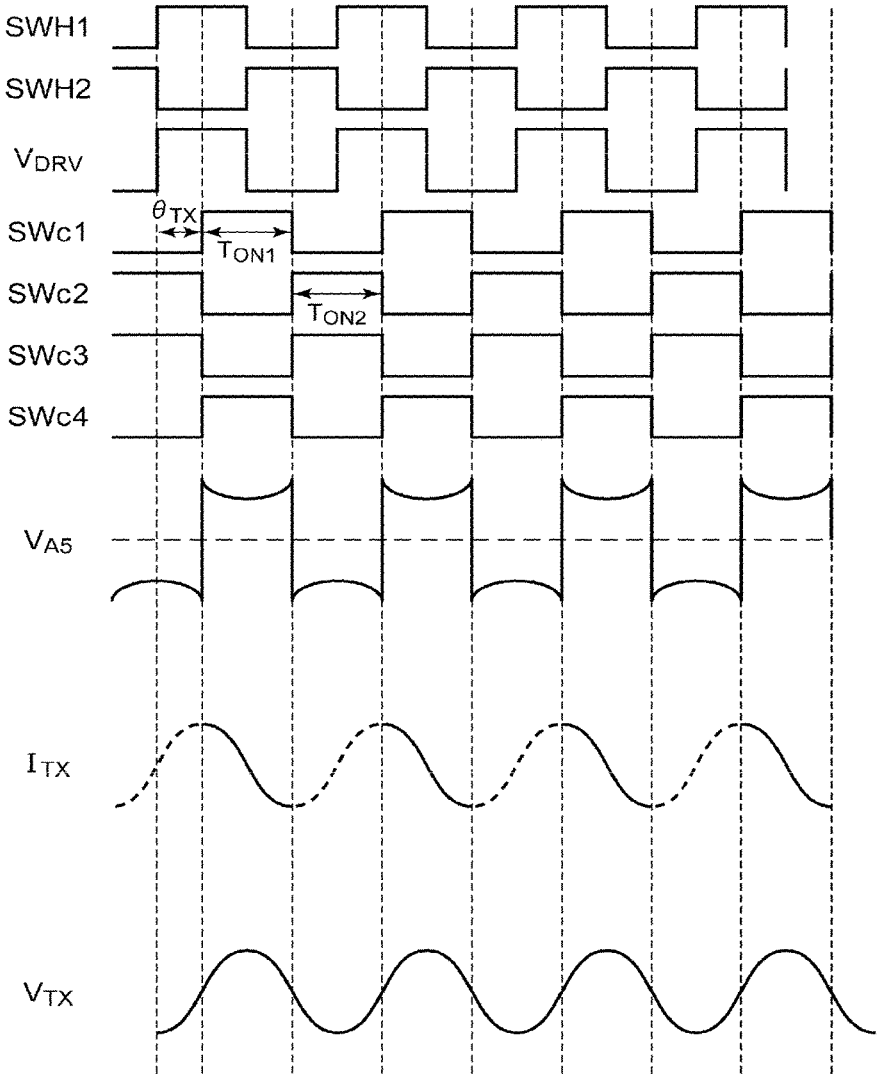 SWH1
SWH2
VDRV
θTX
SWc1
TON1
SWc2
TON2
SWc3
SWc4
VA5
ITX
VTX